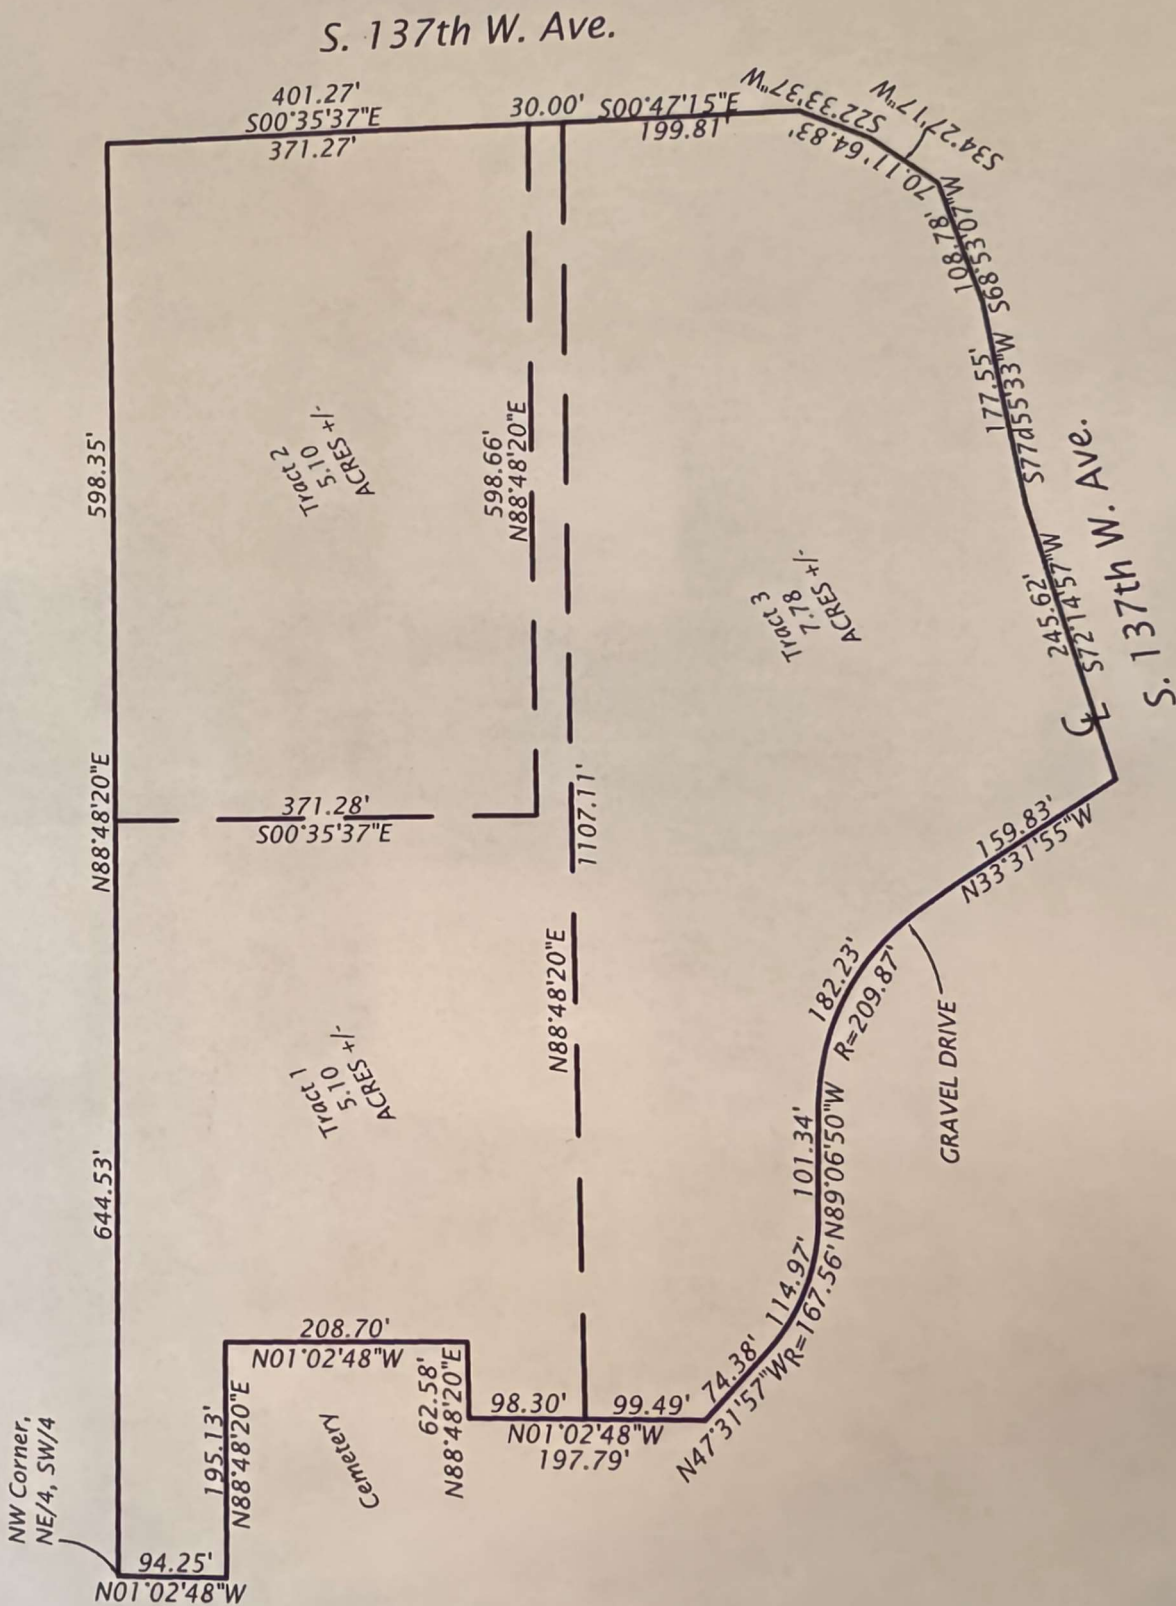 S. 137th W. Ave.
401.27'
S00°35'37"E
371.27'
30.00'
S00°47'15"E
199.81'
S22°33'37"W
64.83'
S34°27'17"W
70.11'
108.78'
S68°53'07"W
177.55'
S77d55'33"W
245.62'
S72°14'57"W
CL
S. 137th W. Ave.
598.35'
Tract 2
5.10
ACRES +/-
598.66'
N88°48'20"E
Tract 3
7.78
ACRES +/-
N88°48'20"E
371.28'
S00°35'37"E
1107.11'
N88°48'20"E
159.83'
N33°31'55"W
182.23'
R=209.87'
GRAVEL DRIVE
644.53'
Tract 1
5.10
ACRES +/-
101.34'
N89°06'50"W
114.97'
R=167.56'
74.38'
N47°31'57"W
208.70'
N01°02'48"W
Cemetery
62.58'
N88°48'20"E
98.30'
99.49'
N01°02'48"W
197.79'
195.13'
N88°48'20"E
NW Corner,
NE/4, SW/4
94.25'
N01°02'48"W